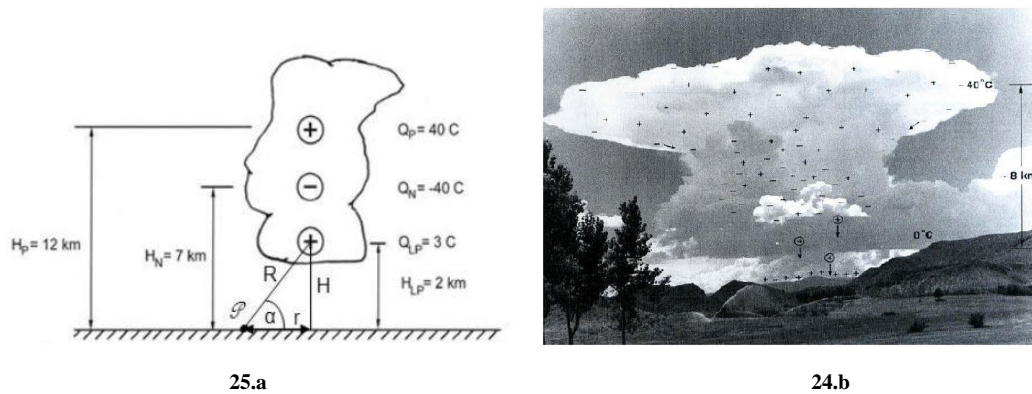 Q_P = 40 C
Q_N = -40 C
H_P = 12 km
H_N = 7 km
Q_LP = 3 C
H_LP = 2 km
R
H
𝒫
α
r
25.a
-40°C
8 km
0°C
24.b